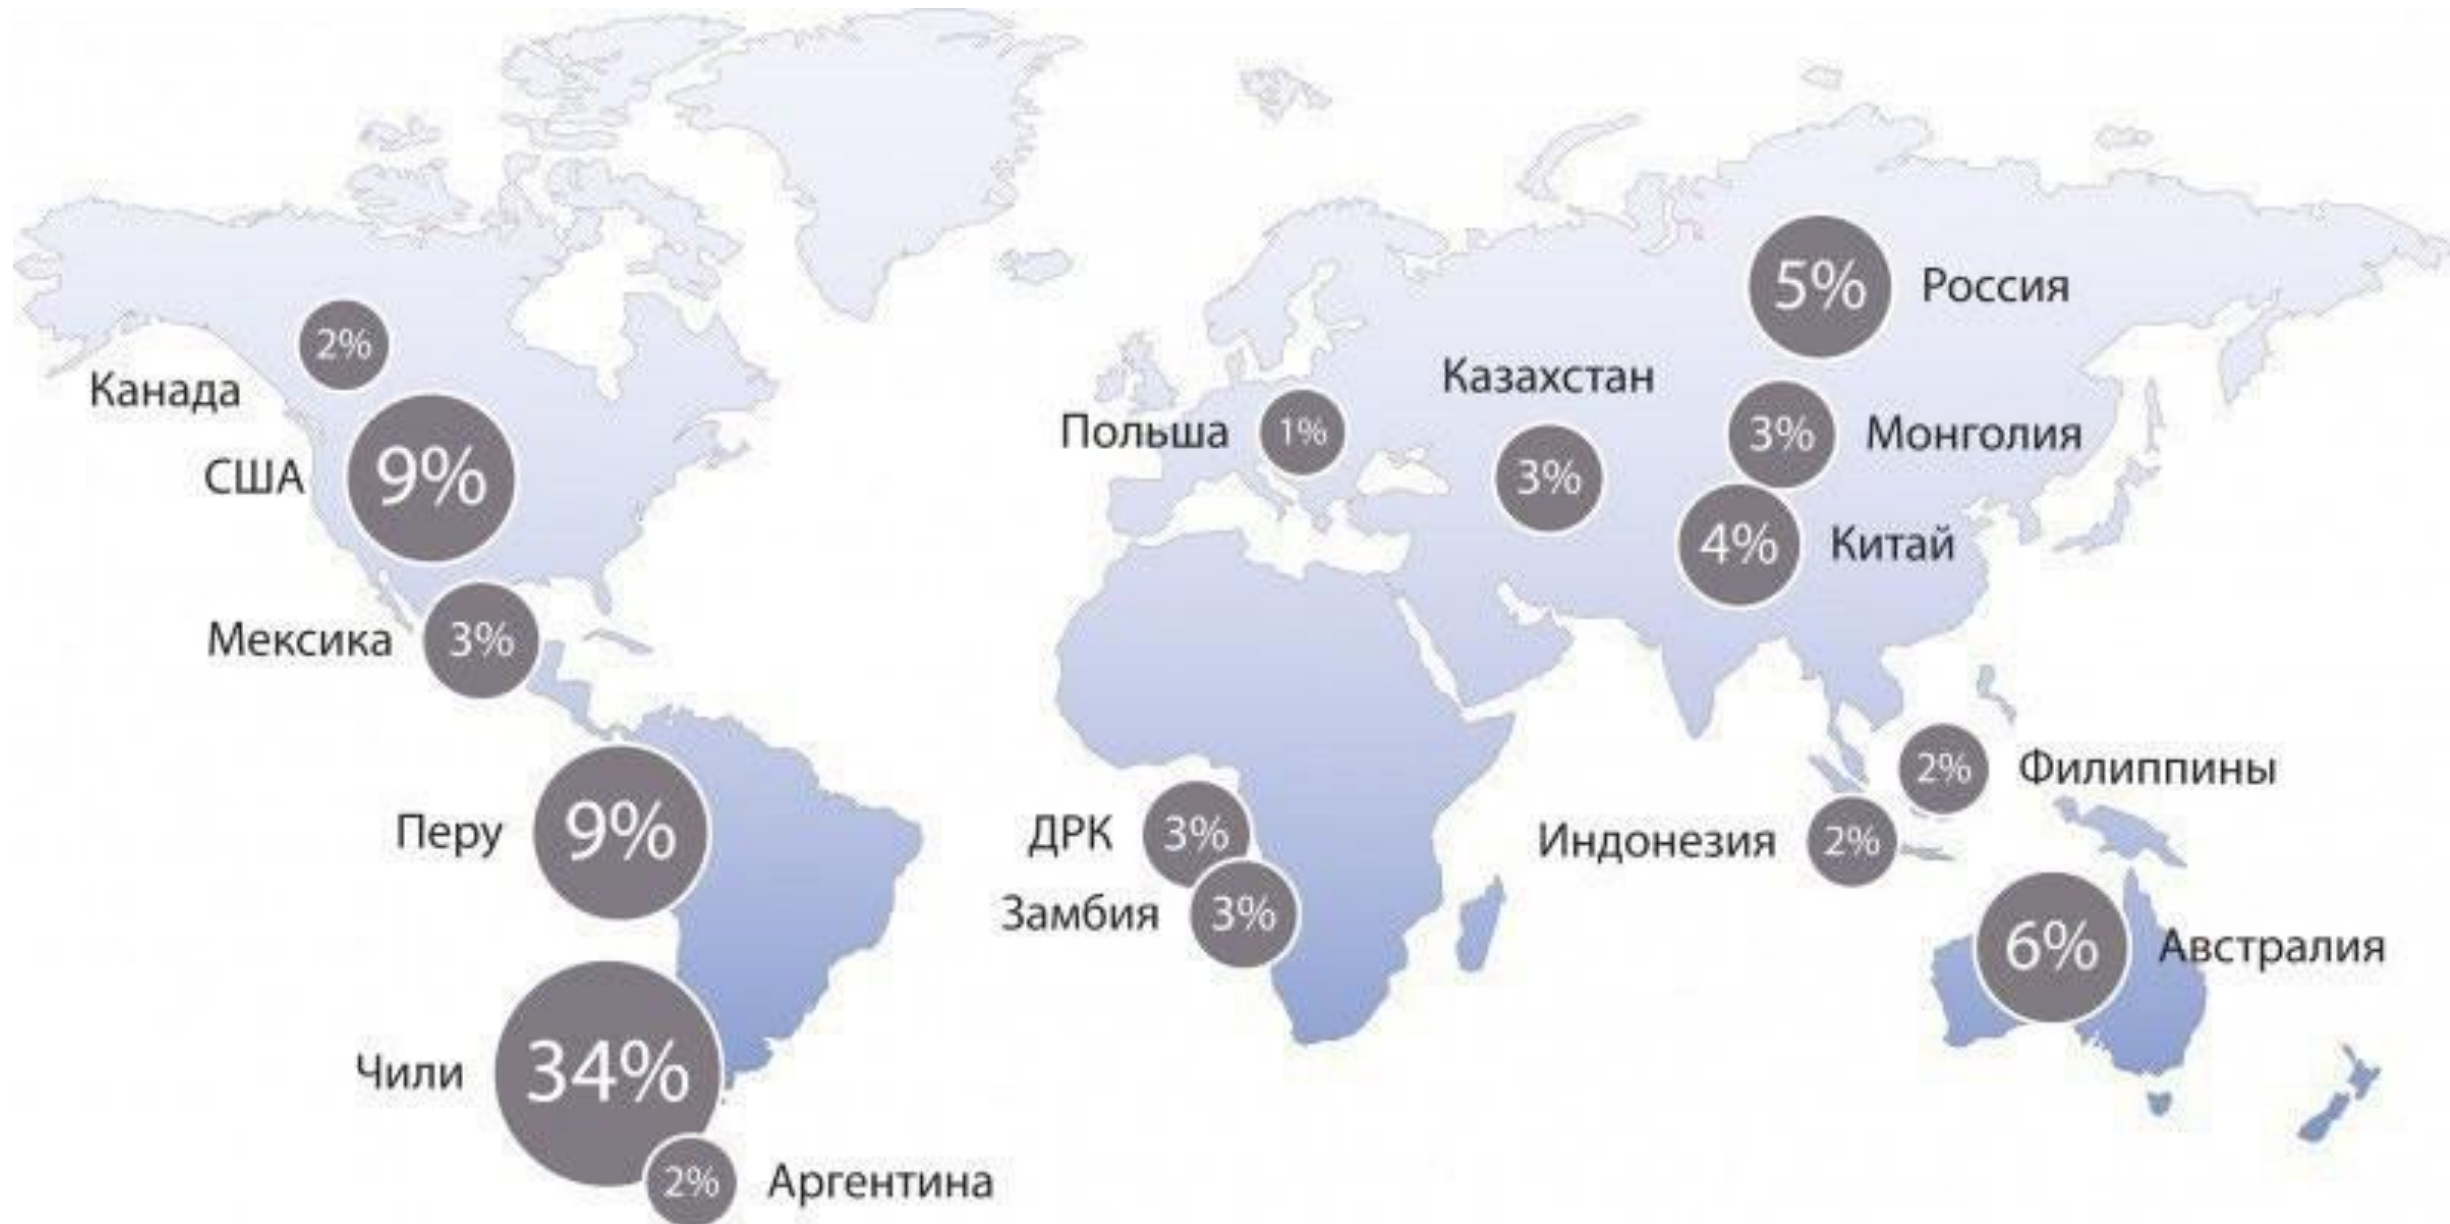 5%
Россия
2%
Канада
Казахстан
9%
США
Польша
1%
3%
3%
Монголия
4%
Китай
Мексика
3%
2%
Филиппины
Перу
9%
ДРК
3%
Индонезия
2%
Замбия
3%
6%
Австралия
Чили
34%
2%
Аргентина